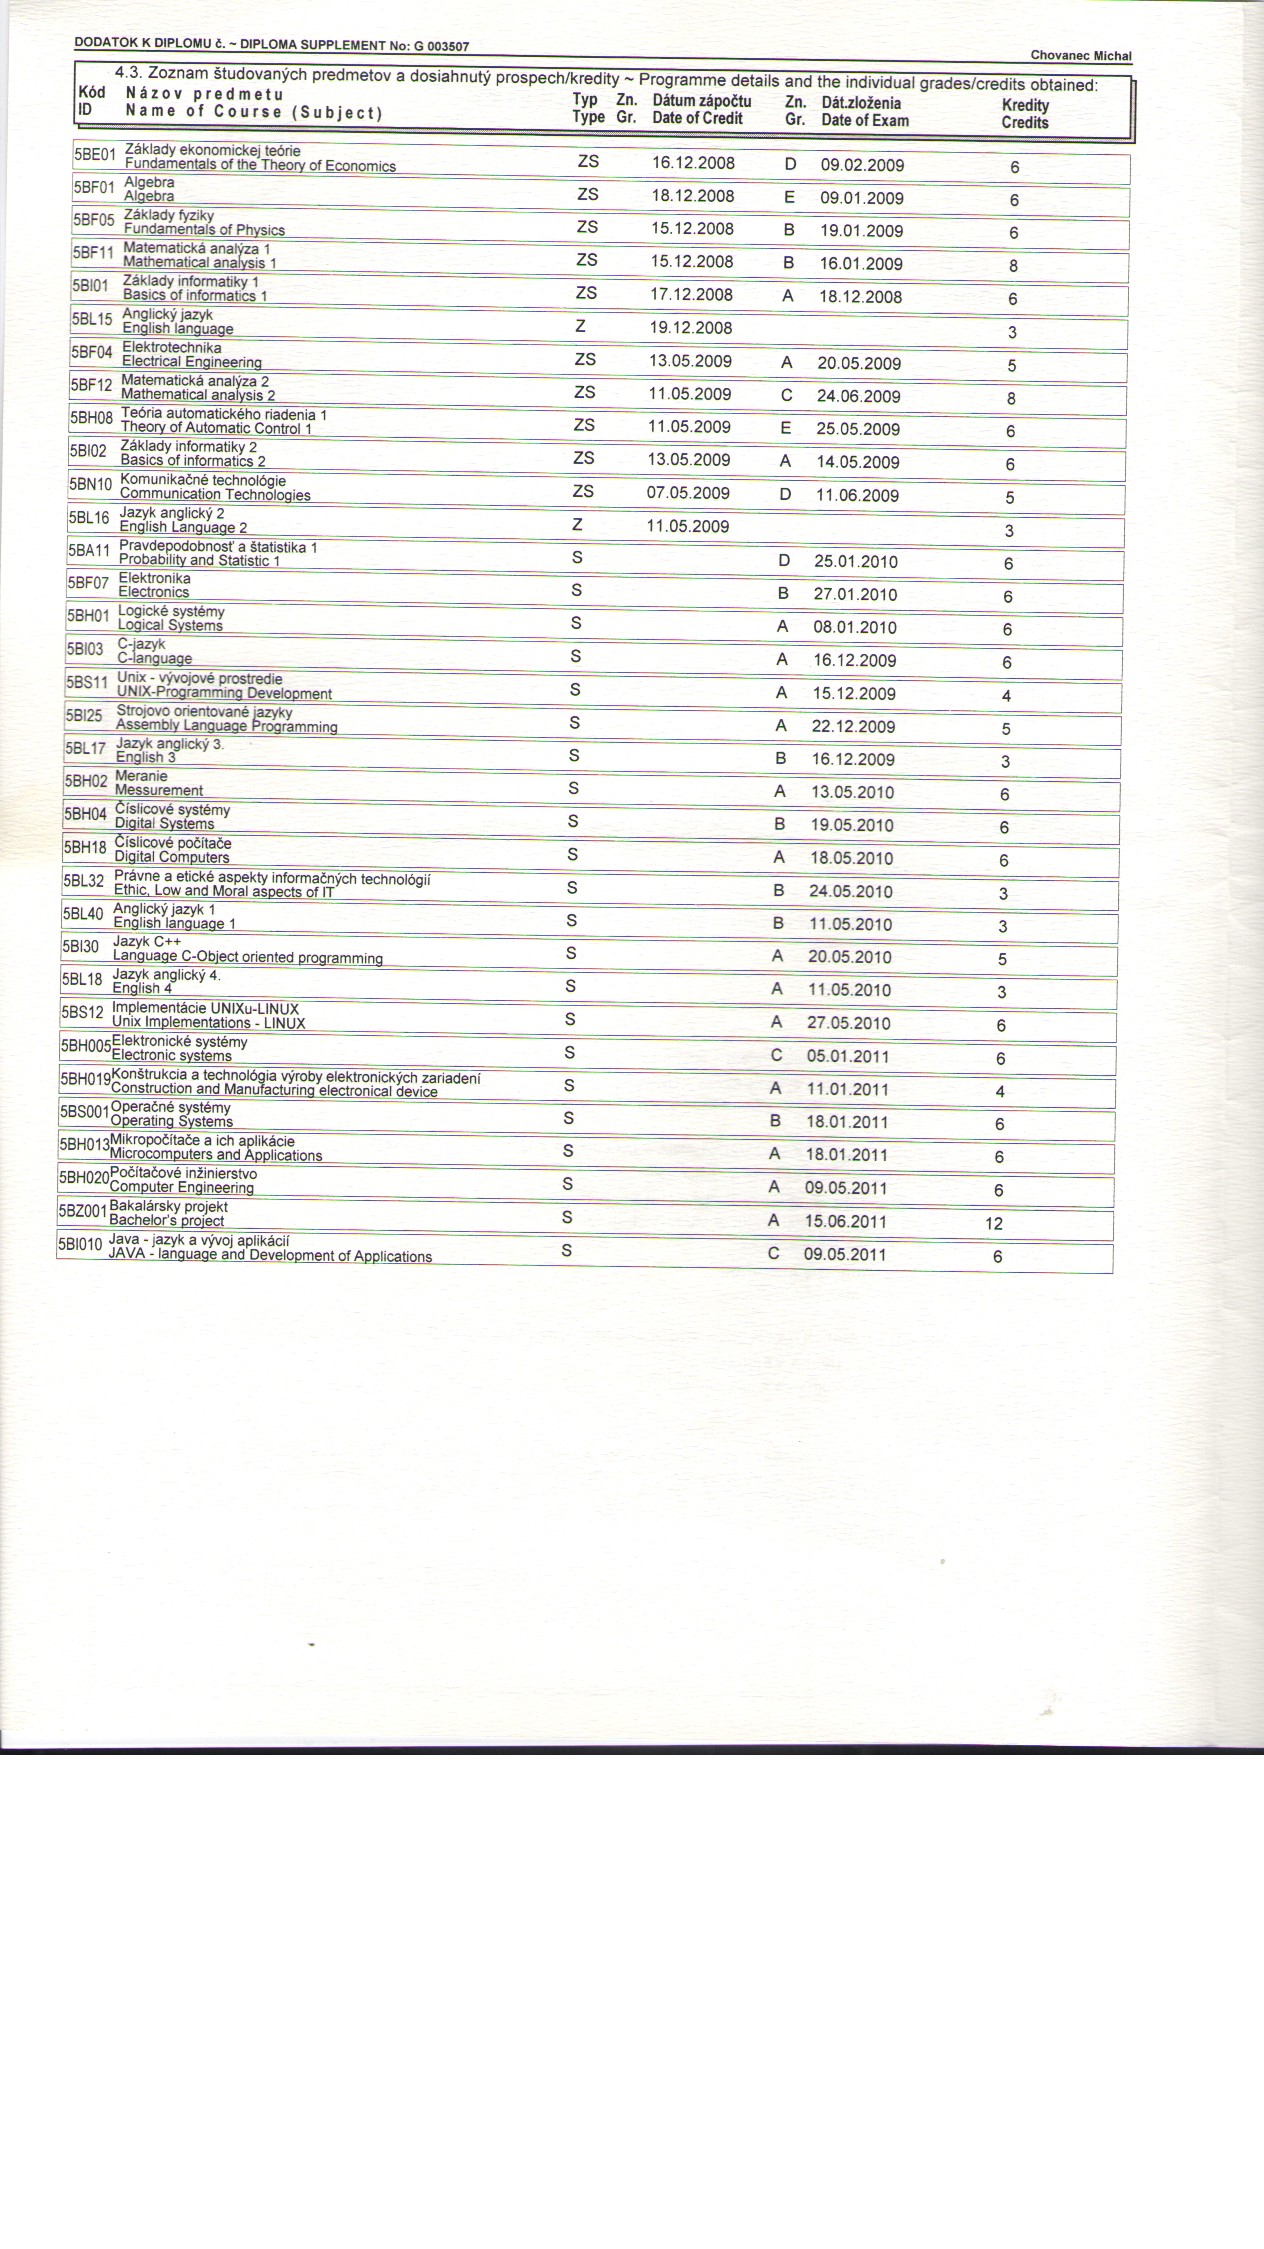 DODATOK K DIPLOMU č. ~ DIPLOMA SUPPLEMENT No: G 003507
Chovanec Michal
4.3. Zoznam študovaných predmetov a dosiahnutý prospech/kredity ~ Programme details and the individual grades/credits obtained:
Kód Názov predmetu Typ Zn. Dátum zápočtu Zn. Dát.zloženia Kredity
ID Name of Course (Subject) Type Gr. Date of Credit Gr. Date of Exam Credits
5BE01 Základy ekonomickej teórie
Fundamentals of the Theory of Economics ZS 16.12.2008 D 09.02.2009 6
5BF01 Algebra
Algebra ZS 18.12.2008 E 09.01.2009 6
5BF05 Základy fyziky
Fundamentals of Physics ZS 15.12.2008 B 19.01.2009 6
5BF11 Matematická analýza 1
Mathematical analysis 1 ZS 15.12.2008 B 16.01.2009 8
5BI01 Základy informatiky 1
Basics of informatics 1 ZS 17.12.2008 A 18.12.2008 6
5BL15 Anglický jazyk
English language Z 19.12.2008 3
5BF04 Elektrotechnika
Electrical Engineering ZS 13.05.2009 A 20.05.2009 5
5BF12 Matematická analýza 2
Mathematical analysis 2 ZS 11.05.2009 C 24.06.2009 8
5BH08 Teória automatického riadenia 1
Theory of Automatic Control 1 ZS 11.05.2009 E 25.05.2009 6
5BI02 Základy informatiky 2
Basics of informatics 2 ZS 13.05.2009 A 14.05.2009 6
5BN10 Komunikačné technológie
Communication Technologies ZS 07.05.2009 D 11.06.2009 5
5BL16 Jazyk anglický 2
English Language 2 Z 11.05.2009 3
5BA11 Pravdepodobnosť a štatistika 1
Probability and Statistic 1 S D 25.01.2010 6
5BF07 Elektronika
Electronics S B 27.01.2010 6
5BH01 Logické systémy
Logical Systems S A 08.01.2010 6
5BI03 C-jazyk
C-language S A 16.12.2009 6
5BS11 Unix - vývojové prostredie
UNIX-Programming Development S A 15.12.2009 4
5BI25 Strojovo orientované jazyky
Assembly Language Programming S A 22.12.2009 5
5BL17 Jazyk anglický 3.
English 3 S B 16.12.2009 3
5BH02 Meranie
Messurement S A 13.05.2010 6
5BH04 Číslicové systémy
Digital Systems S B 19.05.2010 6
5BH18 Číslicové počítače
Digital Computers S A 18.05.2010 6
5BL32 Právne a etické aspekty informačných technológií
Ethic, Low and Moral aspects of IT S B 24.05.2010 3
5BL40 Anglický jazyk 1
English language 1 S B 11.05.2010 3
5BI30 Jazyk C++
Language C-Object oriented programming S A 20.05.2010 5
5BL18 Jazyk anglický 4.
English 4 S A 11.05.2010 3
5BS12 Implementácie UNIXu-LINUX
Unix Implementations - LINUX S A 27.05.2010 6
5BH005 Elektronické systémy
Electronic systems S C 05.01.2011 6
5BH019 Konštrukcia a technológia výroby elektronických zariadení
Construction and Manufacturing electronical device S A 11.01.2011 4
5BS001 Operačné systémy
Operating Systems S B 18.01.2011 6
5BH013 Mikropočítače a ich aplikácie
Microcomputers and Applications S A 18.01.2011 6
5BH020 Počítačové inžinierstvo
Computer Engineering S A 09.05.2011 6
5BZ001 Bakalársky projekt
Bachelor's project S A 15.06.2011 12
5BI010 Java - jazyk a vývoj aplikácií
JAVA - language and Development of Applications S C 09.05.2011 6